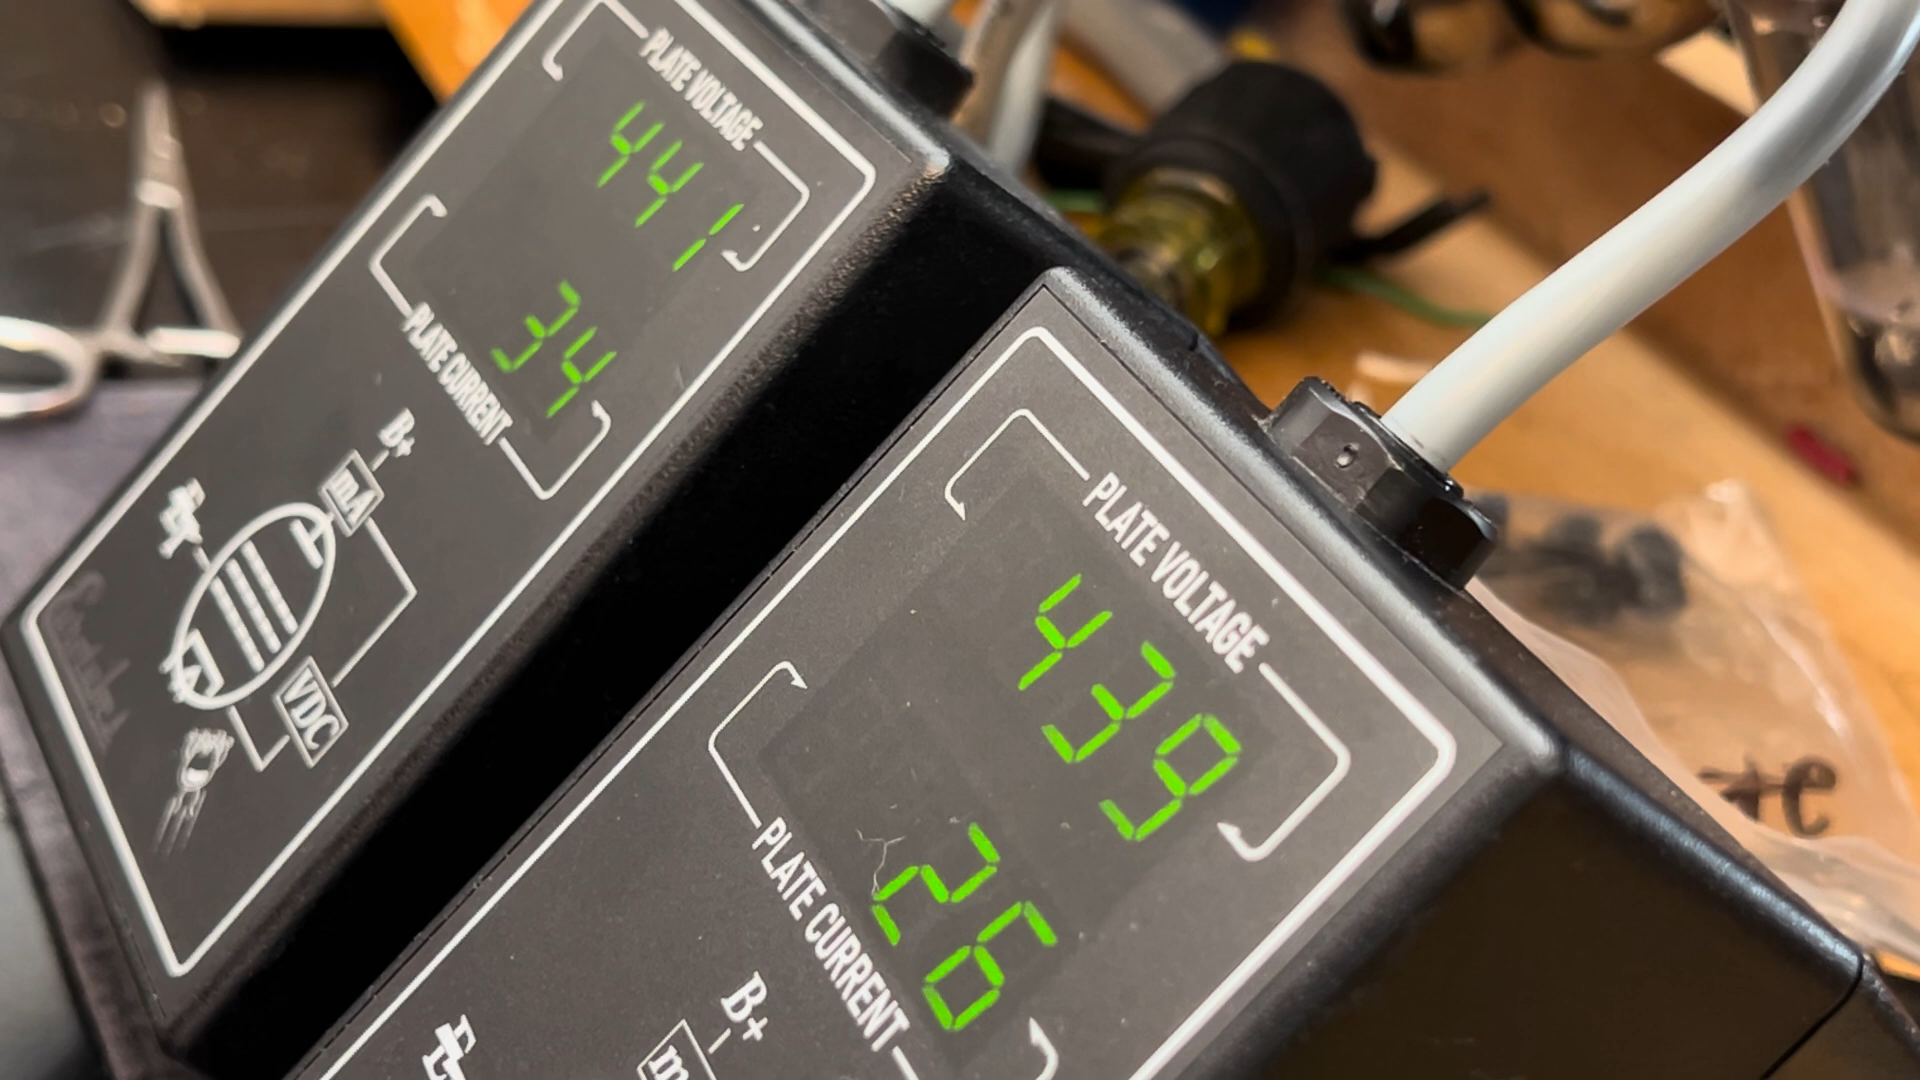 PLATE VOLTAGE
441
34
PLATE CURRENT
B+
mA
VDC
PLATE VOLTAGE
439
26
PLATE CURRENT
B+